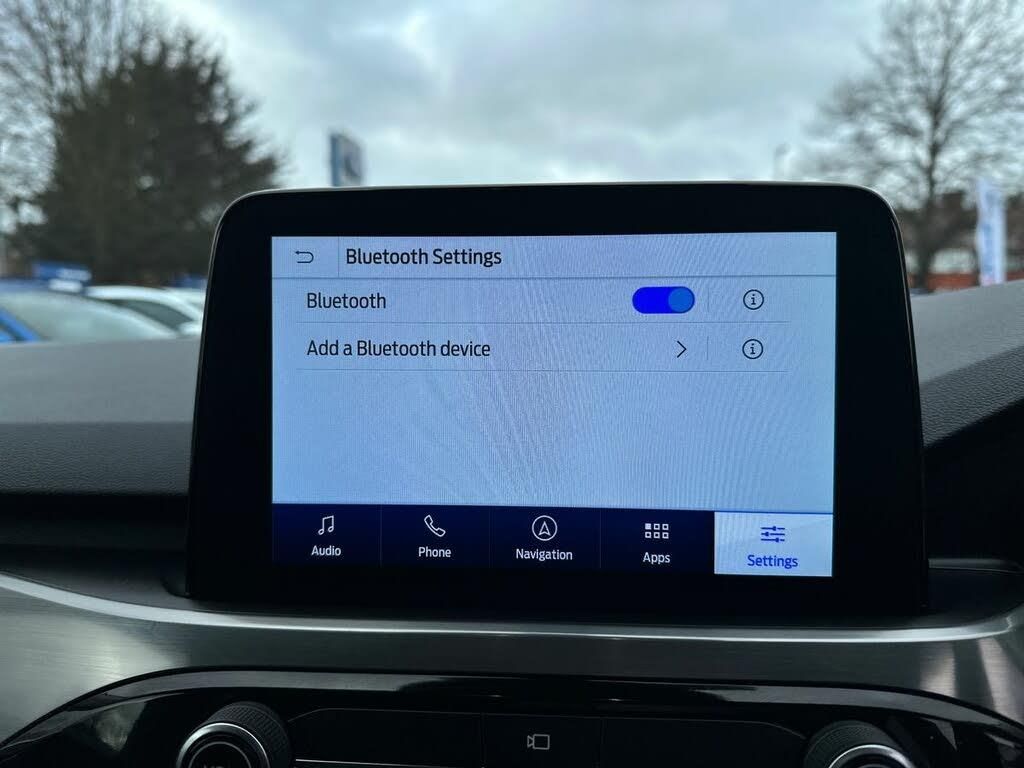 Bluetooth Settings
Bluetooth
Add a Bluetooth device
Audio
Phone
Navigation
Apps
Settings